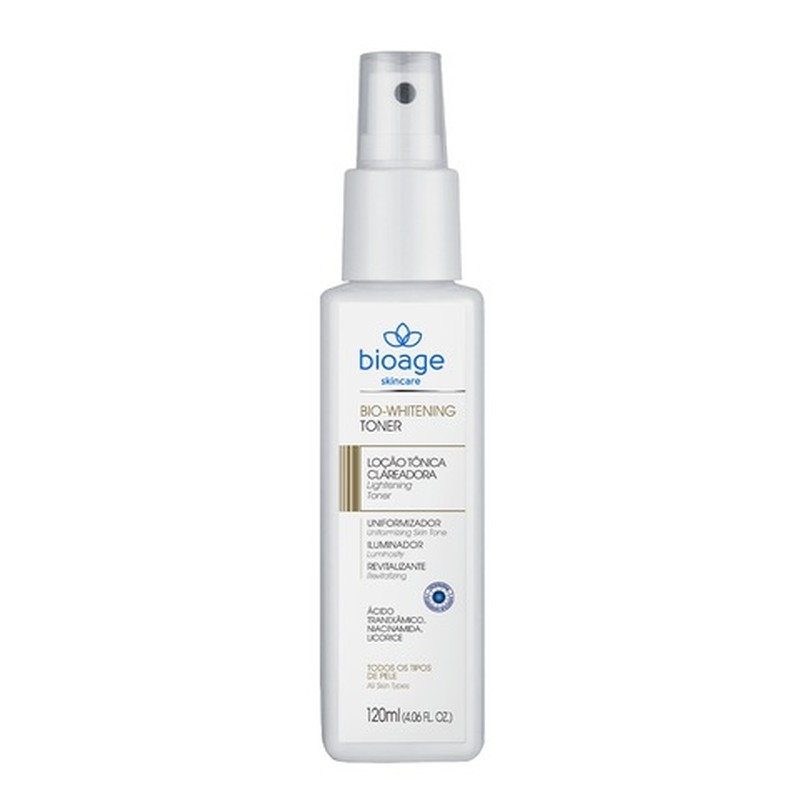 bioage
skincare
BIO-WHITENING
TONER
LOÇÃO TÔNICA
CLAREADORA
Lightening
Toner
UNIFORMIZADOR
Uniformizing Skin Tone
ILUMINADOR
Luminosity
REVITALIZANTE
Revitalizing
ÁCIDO
TRANEXÂMICO,
NIACINAMIDA,
LICORICE
TODOS OS TIPOS
DE PELE
All Skin Types
120ml (4.06 FL. OZ.)